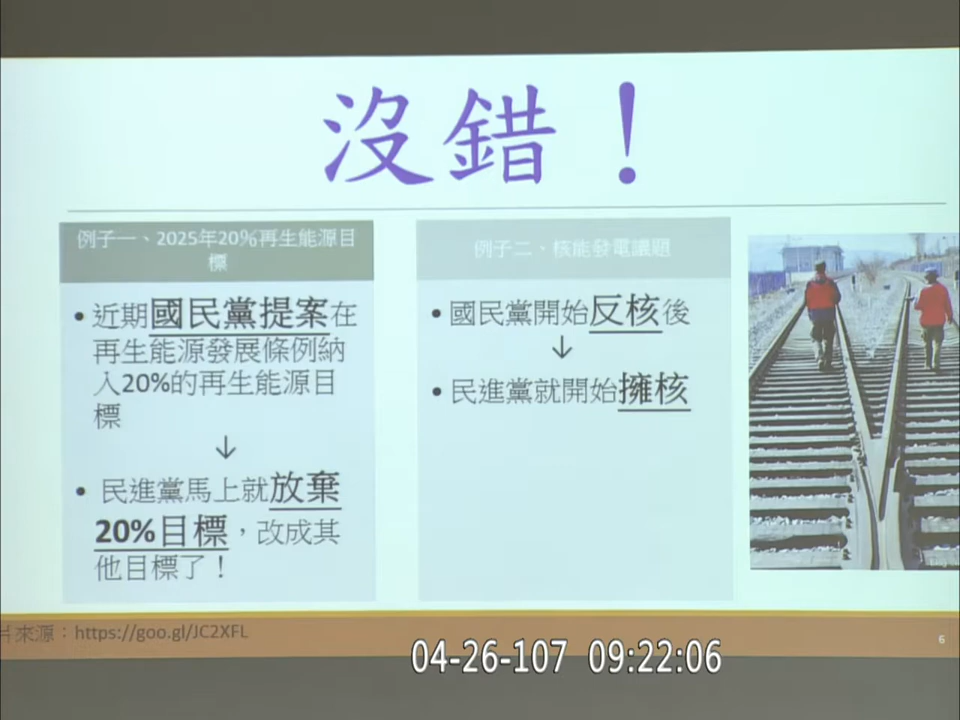 沒錯！
例子一、2025年20%再生能源目
標
• 近期國民黨提案在
再生能源發展條例納
入20%的再生能源目
標
↓
• 民進黨馬上就放棄
20%目標，改成其
他目標了！
例子二、核能發電議題
• 國民黨開始反核後
↓
• 民進黨就開始擁核
片來源：https://goo.gl/JC2XFL
6
04-26-107 09:22:06